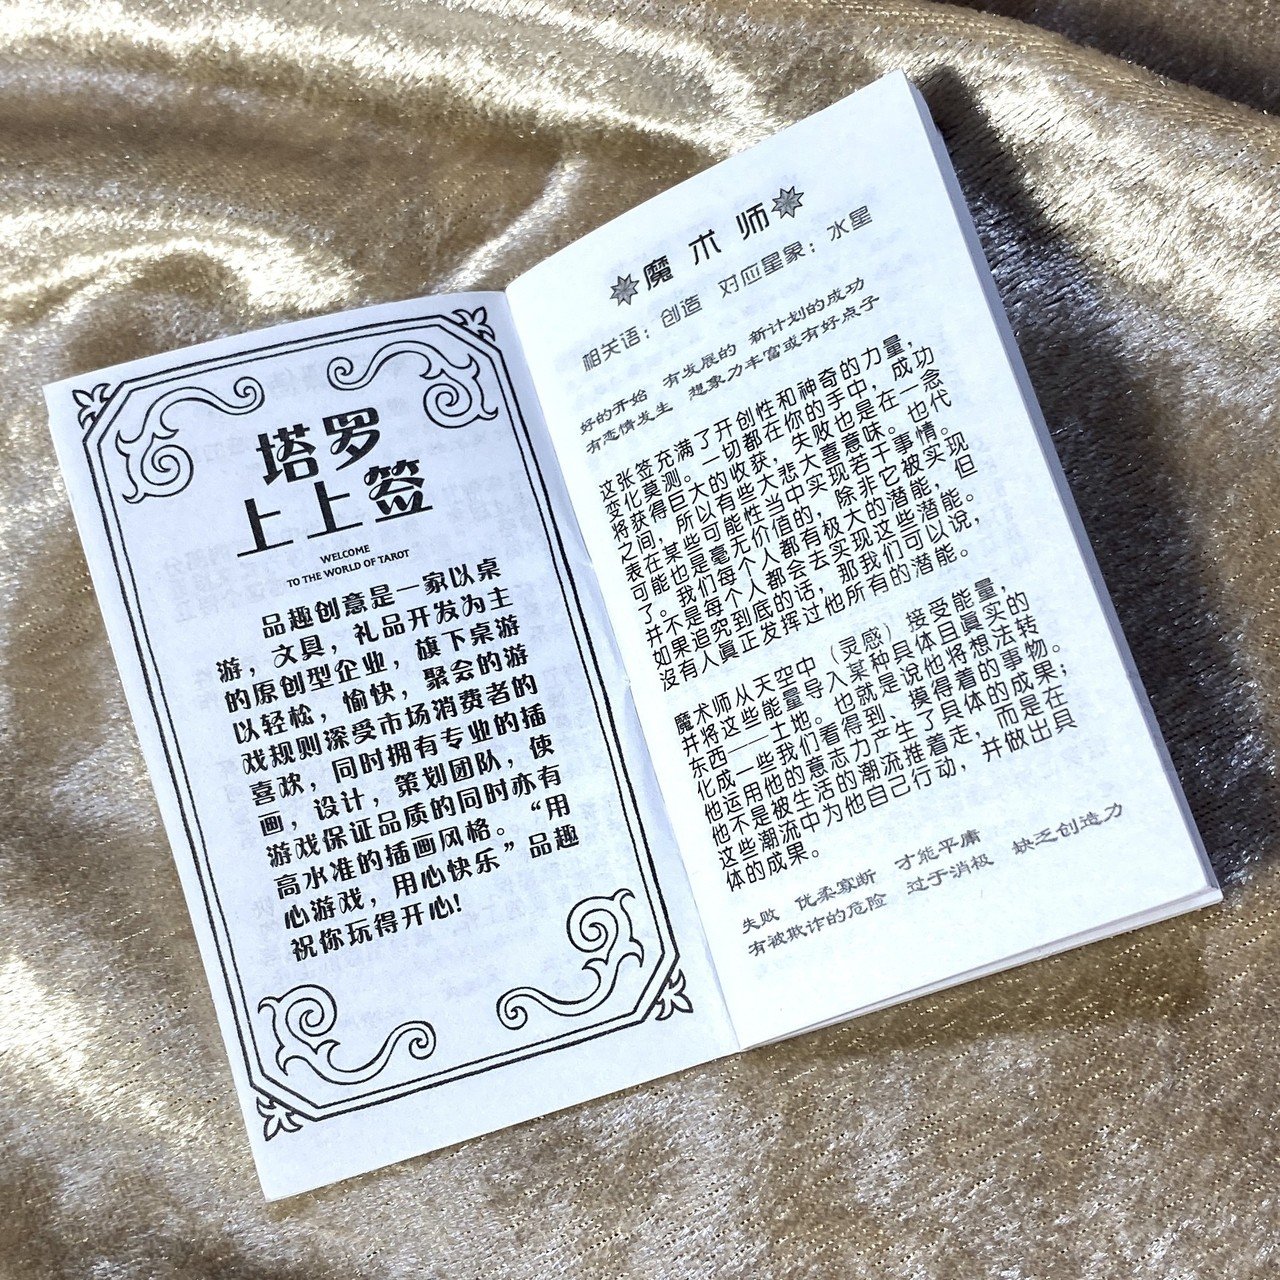 塔罗
上上签
WELCOME
TO THE WORLD OF TAROT
品趣创意是一家以桌
游，文具，礼品开发为主
的原创型企业，旗下桌游
以轻松，愉快，聚会的游
戏规则深受市场消费者的
喜欢，同时拥有专业的插
画，设计，策划团队，使
游戏保证品质的同时亦有
高水准的插画风格。“用
心游戏，用心快乐”品趣
祝你玩得开心!
魔 术 师
相关语：创造 对应星象：水星
好的开始 有发展的 新计划的成功
有恋情发生 想象力丰富或有好点子
这张签充满了开创性和神奇的力量，
变化莫测。一切都在你的手中，成功
将获得巨大的收获，失败也是在一念
之间，所以有些大悲大喜意味。也代
表在某些可能性当中实现若干事情。
可能也是毫无价值的，除非它被实现
了。我们每个人都有极大的潜能，但
并不是每个人都会去实现这些潜能。
如果追究到底的话，那我们可以说，
没有人真正发挥过他所有的潜能。
魔术师从天空中（灵感）接受能量，
并将这些能量导入某种具体且真实的
东西——土地。也就是说他将想法转
化成一些我们看得到、摸得着的事物。
他运用他的意志力产生了具体的成果；
他不是被生活的潮流推着走，而是在
这些潮流中为他自己行动，并做出具
体的成果。
失败 优柔寡断 才能平庸
有被欺诈的危险 过于消极 缺乏创造力